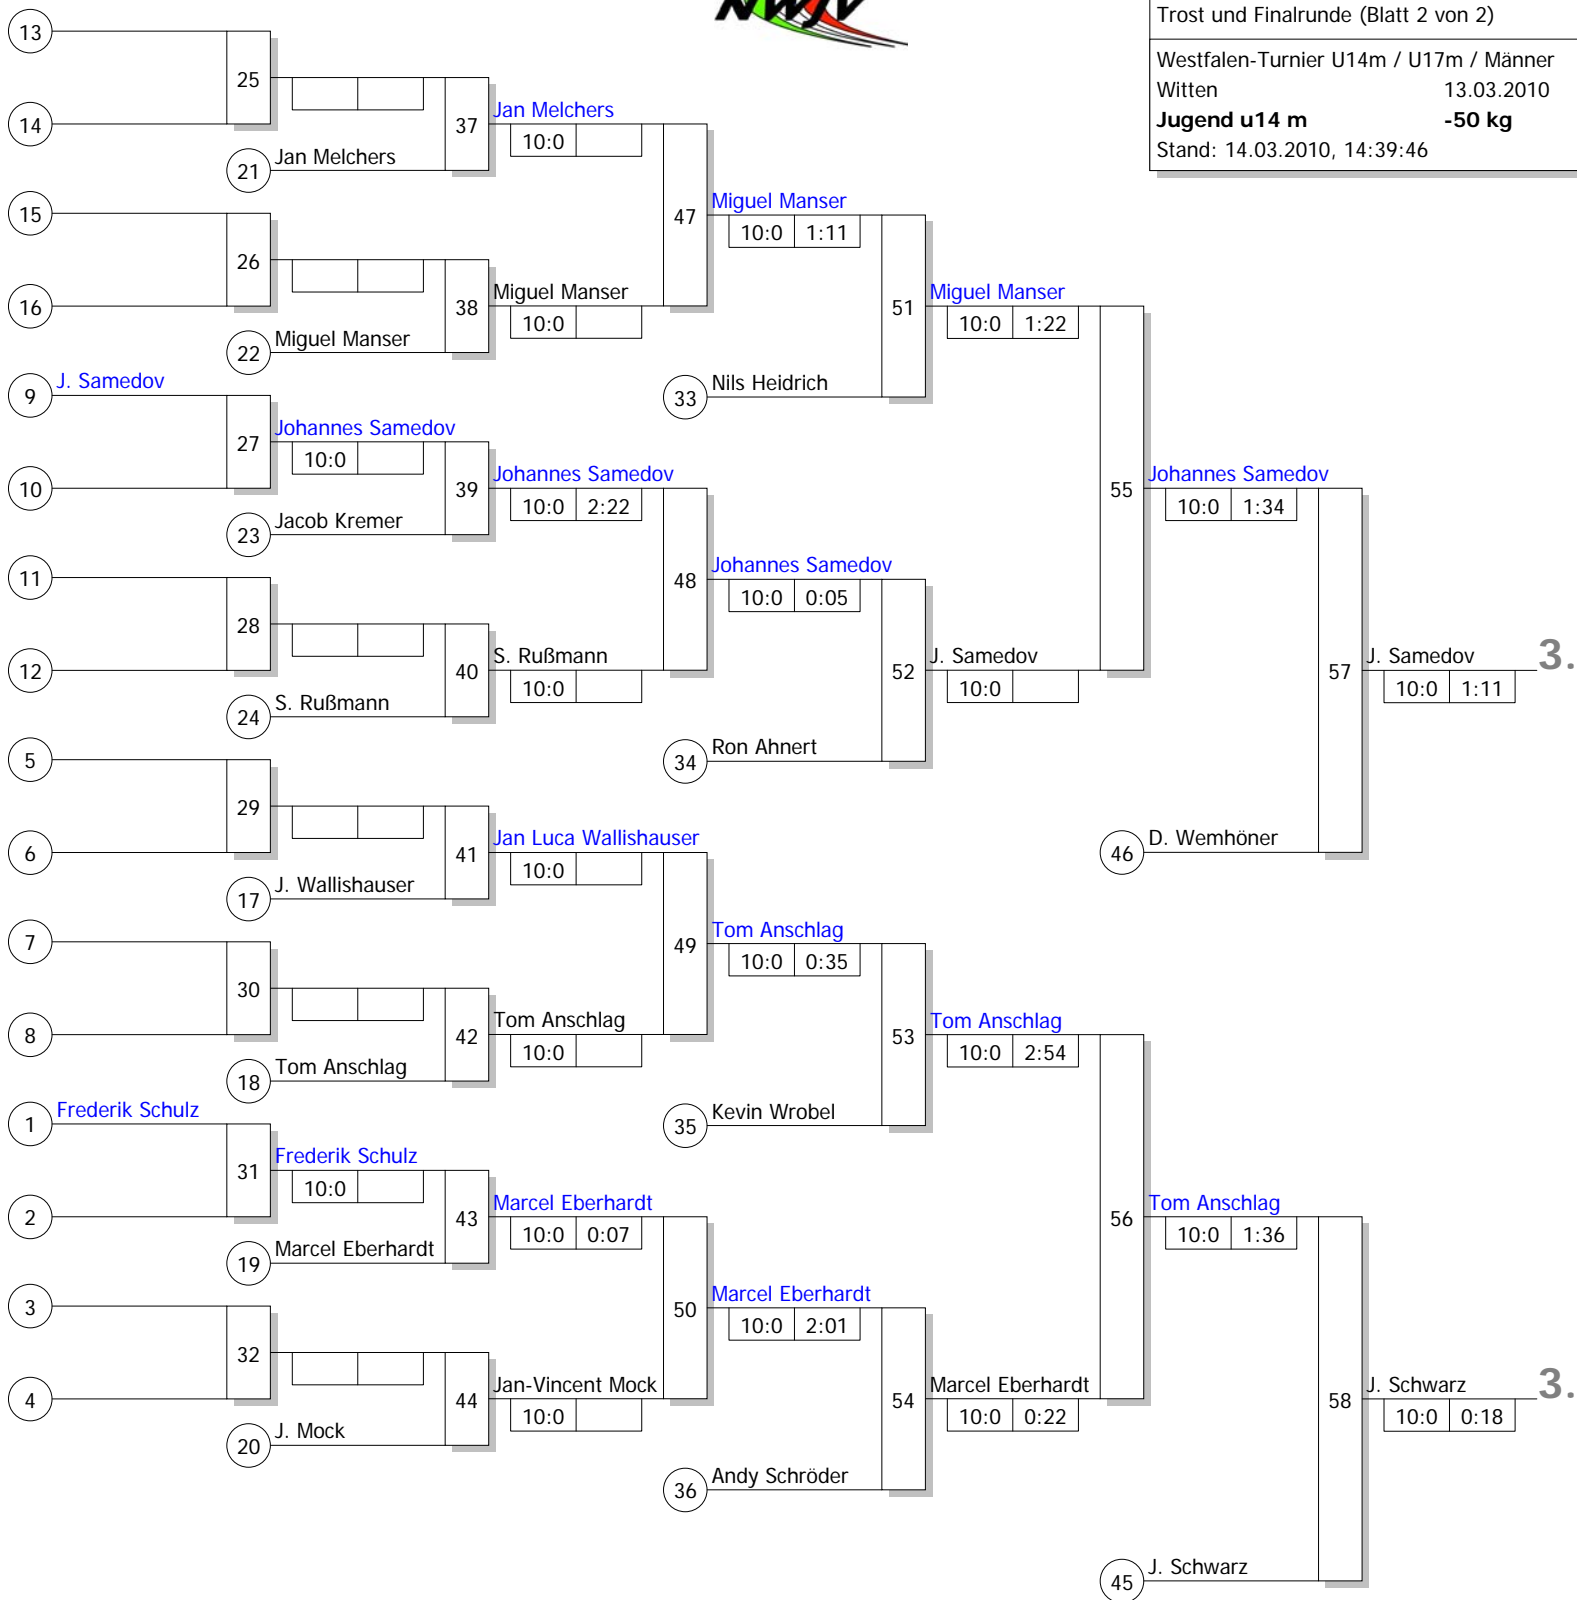 NWJV
Trost und Finalrunde (Blatt 2 von 2)
Westfalen-Turnier U14m / U17m / Männer
Witten 13.03.2010
Jugend u14 m -50 kg
Stand: 14.03.2010, 14:39:46
13
25
14
37
Jan Melchers
10:0
21
Jan Melchers
15
26
16
38
Miguel Manser
10:0
22
Miguel Manser
47
Miguel Manser
10:0 1:11
9
J. Samedov
27
Johannes Samedov
10:0
10
39
Johannes Samedov
10:0 2:22
23
Jacob Kremer
33
Nils Heidrich
51
Miguel Manser
10:0 1:22
11
28
12
40
S. Rußmann
10:0
24
S. Rußmann
48
Johannes Samedov
10:0 0:05
52
J. Samedov
10:0
34
Ron Ahnert
55
Johannes Samedov
10:0 1:34
57
J. Samedov
10:0 1:11
3.
46
D. Wemhöner
5
29
6
41
Jan Luca Wallishauser
10:0
17
J. Wallishauser
7
30
8
42
Tom Anschlag
10:0
18
Tom Anschlag
49
Tom Anschlag
10:0 0:35
53
Tom Anschlag
10:0 2:54
35
Kevin Wrobel
1
Frederik Schulz
31
Frederik Schulz
10:0
2
43
Marcel Eberhardt
10:0 0:07
19
Marcel Eberhardt
3
32
4
44
Jan-Vincent Mock
10:0
20
J. Mock
50
Marcel Eberhardt
10:0 2:01
54
Marcel Eberhardt
10:0 0:22
36
Andy Schröder
56
Tom Anschlag
10:0 1:36
58
J. Schwarz
10:0 0:18
3.
45
J. Schwarz